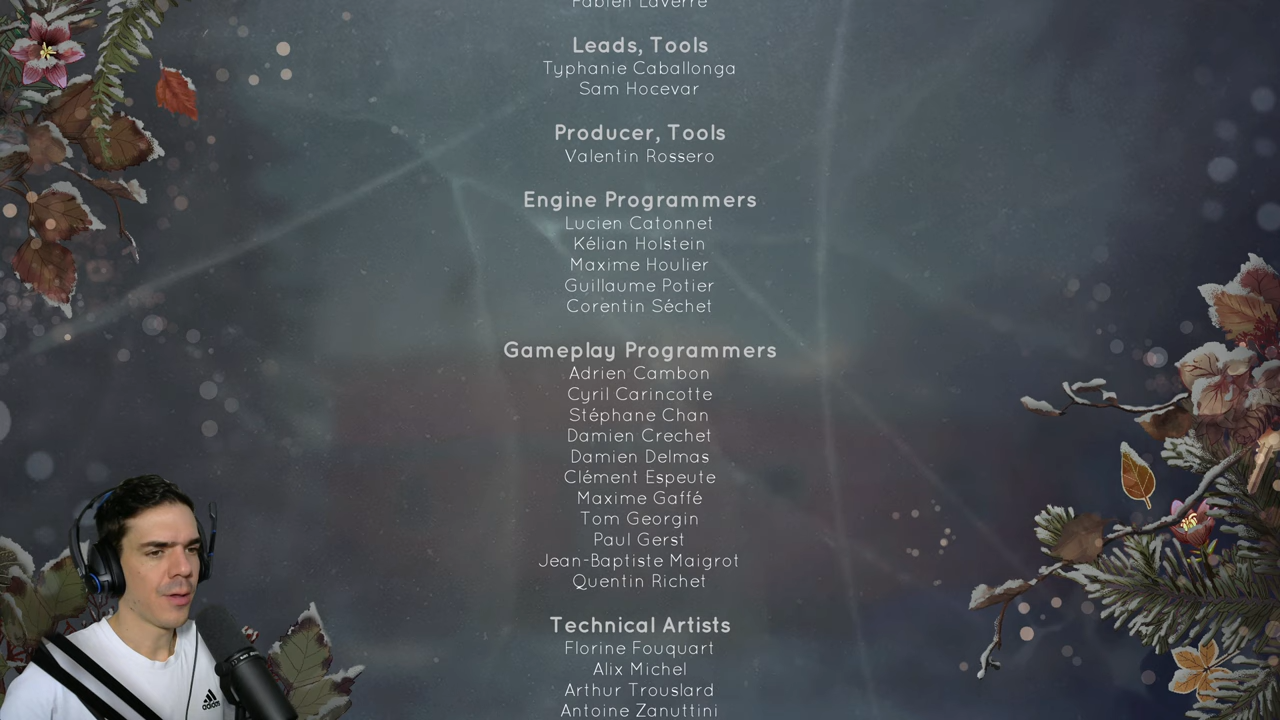 Fabien Laverre
Leads, Tools
Typhanie Caballonga
Sam Hocevar
Producer, Tools
Valentin Rossero
Engine Programmers
Lucien Catonnet
Kélian Holstein
Maxime Houlier
Guillaume Potier
Corentin Séchet
Gameplay Programmers
Adrien Cambon
Cyril Carincotte
Stéphane Chan
Damien Crechet
Damien Delmas
Clément Espeute
Maxime Gaffé
Tom Georgin
Paul Gerst
Jean-Baptiste Maigrot
Quentin Richet
Technical Artists
Florine Fouquart
Alix Michel
Arthur Trouslard
Antoine Zanuttini
adidas